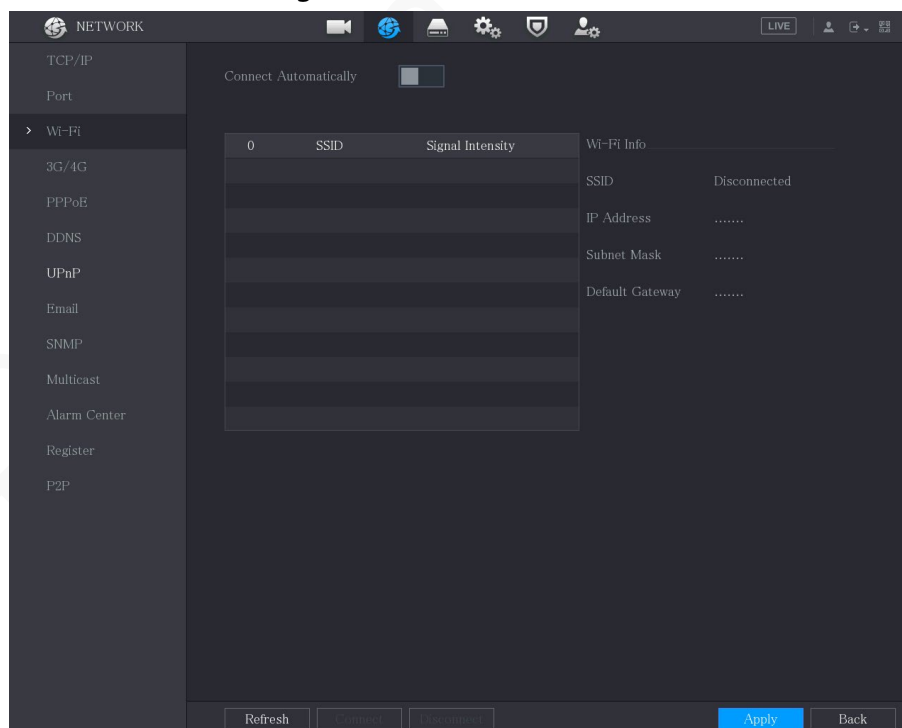 NETWORK
LIVE
TCP/IP
Port
Wi-Fi
3G/4G
PPPoE
DDNS
UPnP
Email
SNMP
Multicast
Alarm Center
Register
P2P
Connect Automatically
0 SSID Signal Intensity
Wi-Fi Info
SSID Disconnected
IP Address .......
Subnet Mask .......
Default Gateway .......
Refresh Connect Disconnect Apply Back